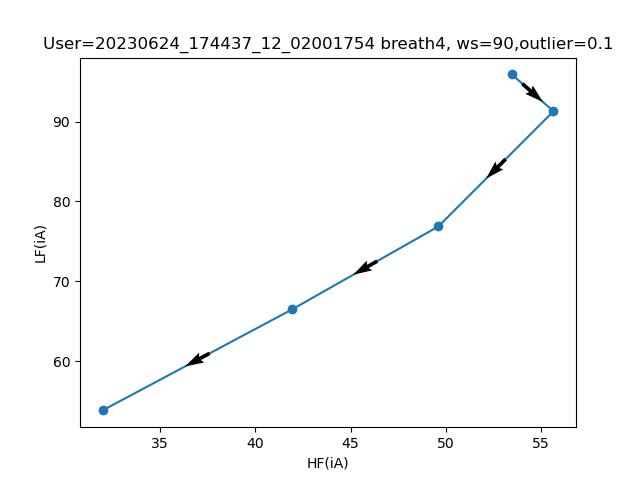 User=20230624_174437_12_02001754 breath4, ws=90,outlier=0.1
90
80
70
60
LF(iA)
35 40 45 50 55
HF(iA)